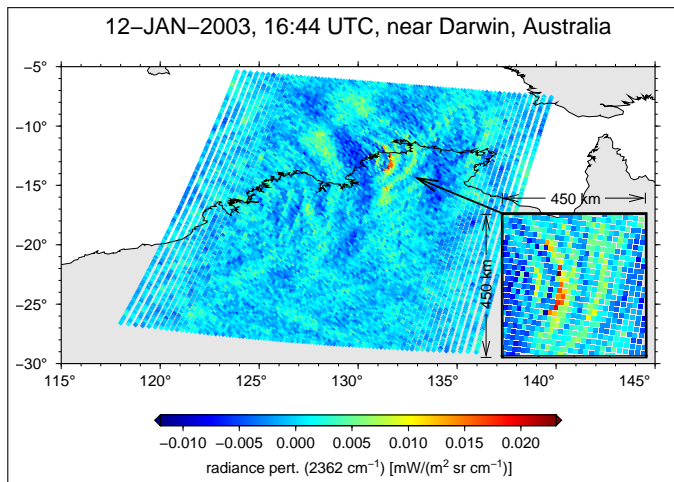 12−JAN−2003, 16:44 UTC, near Darwin, Australia
−5°
−10°
−15°
−20°
−25°
−30°
450 km
450 km
115° 120° 125° 130° 135° 140° 145°
−0.010 −0.005 0.000 0.005 0.010 0.015 0.020
radiance pert. (2362 cm⁻¹) [mW/(m² sr cm⁻¹)]